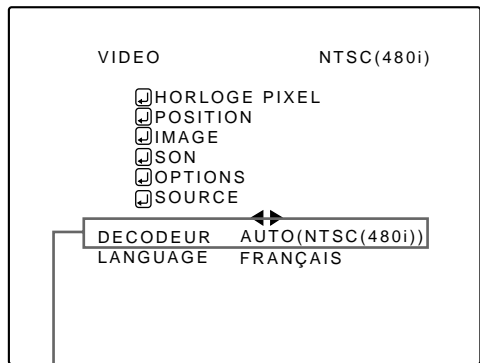 VIDEO NTSC(480i)
HORLOGE PIXEL
POSITION
IMAGE
SON
OPTIONS
SOURCE
DECODEUR AUTO(NTSC(480i))
LANGUAGE FRANÇAIS